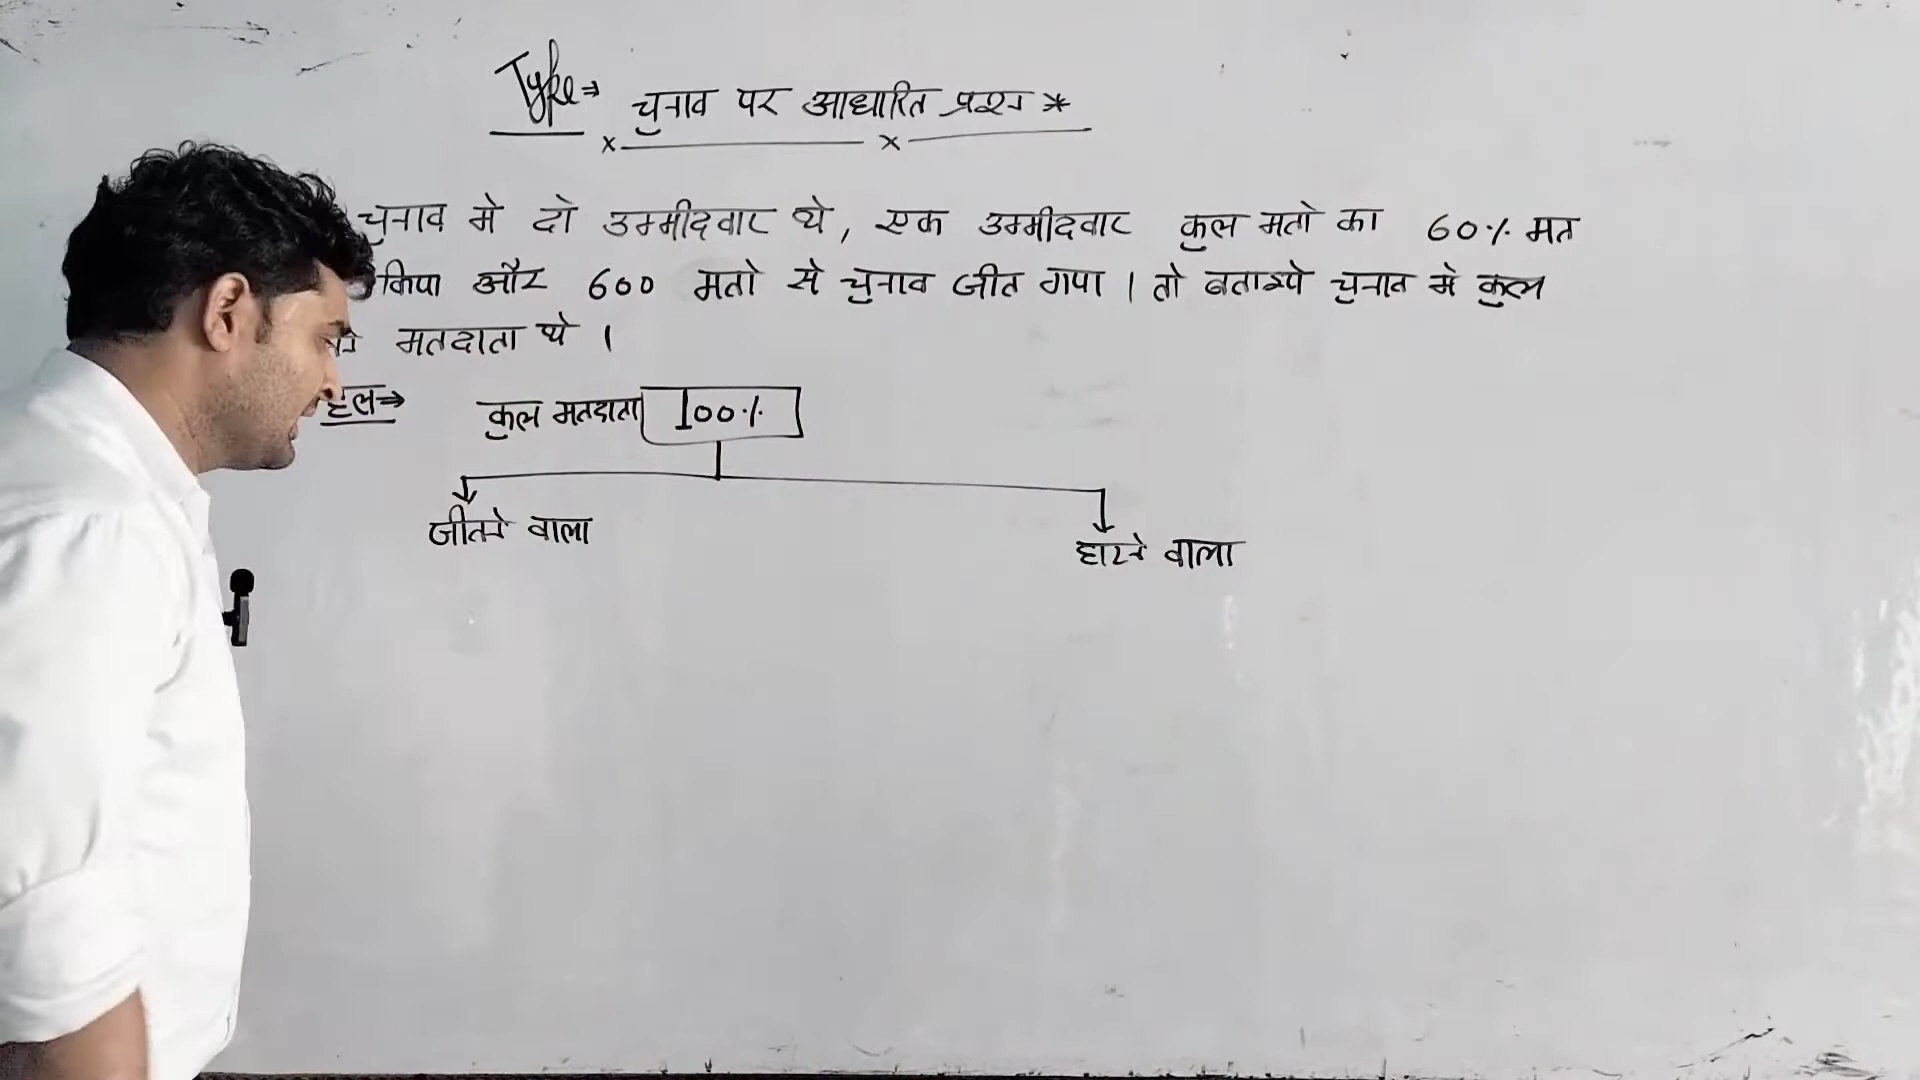 Type⇒ चुनाव पर आधारित प्रश्न *
चुनाव मे दो उम्मीदवार थे, एक उम्मीदवार कुल मतो का 60% मत
किया और 600 मतो से चुनाव जीत गया । तो बताइये चुनाव मे कुल
मतदाता थे ।
हल⇒ कुल मतदाता 100%
जीतने वाला
हारने वाला